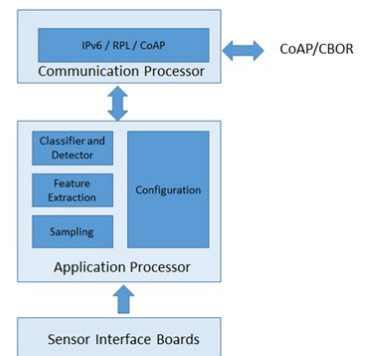 IPv6 / RPL / CoAP
CoAP/CBOR
Communication Processor
Classifier and
Detector
Feature
Extraction
Configuration
Sampling
Application Processor
Sensor Interface Boards